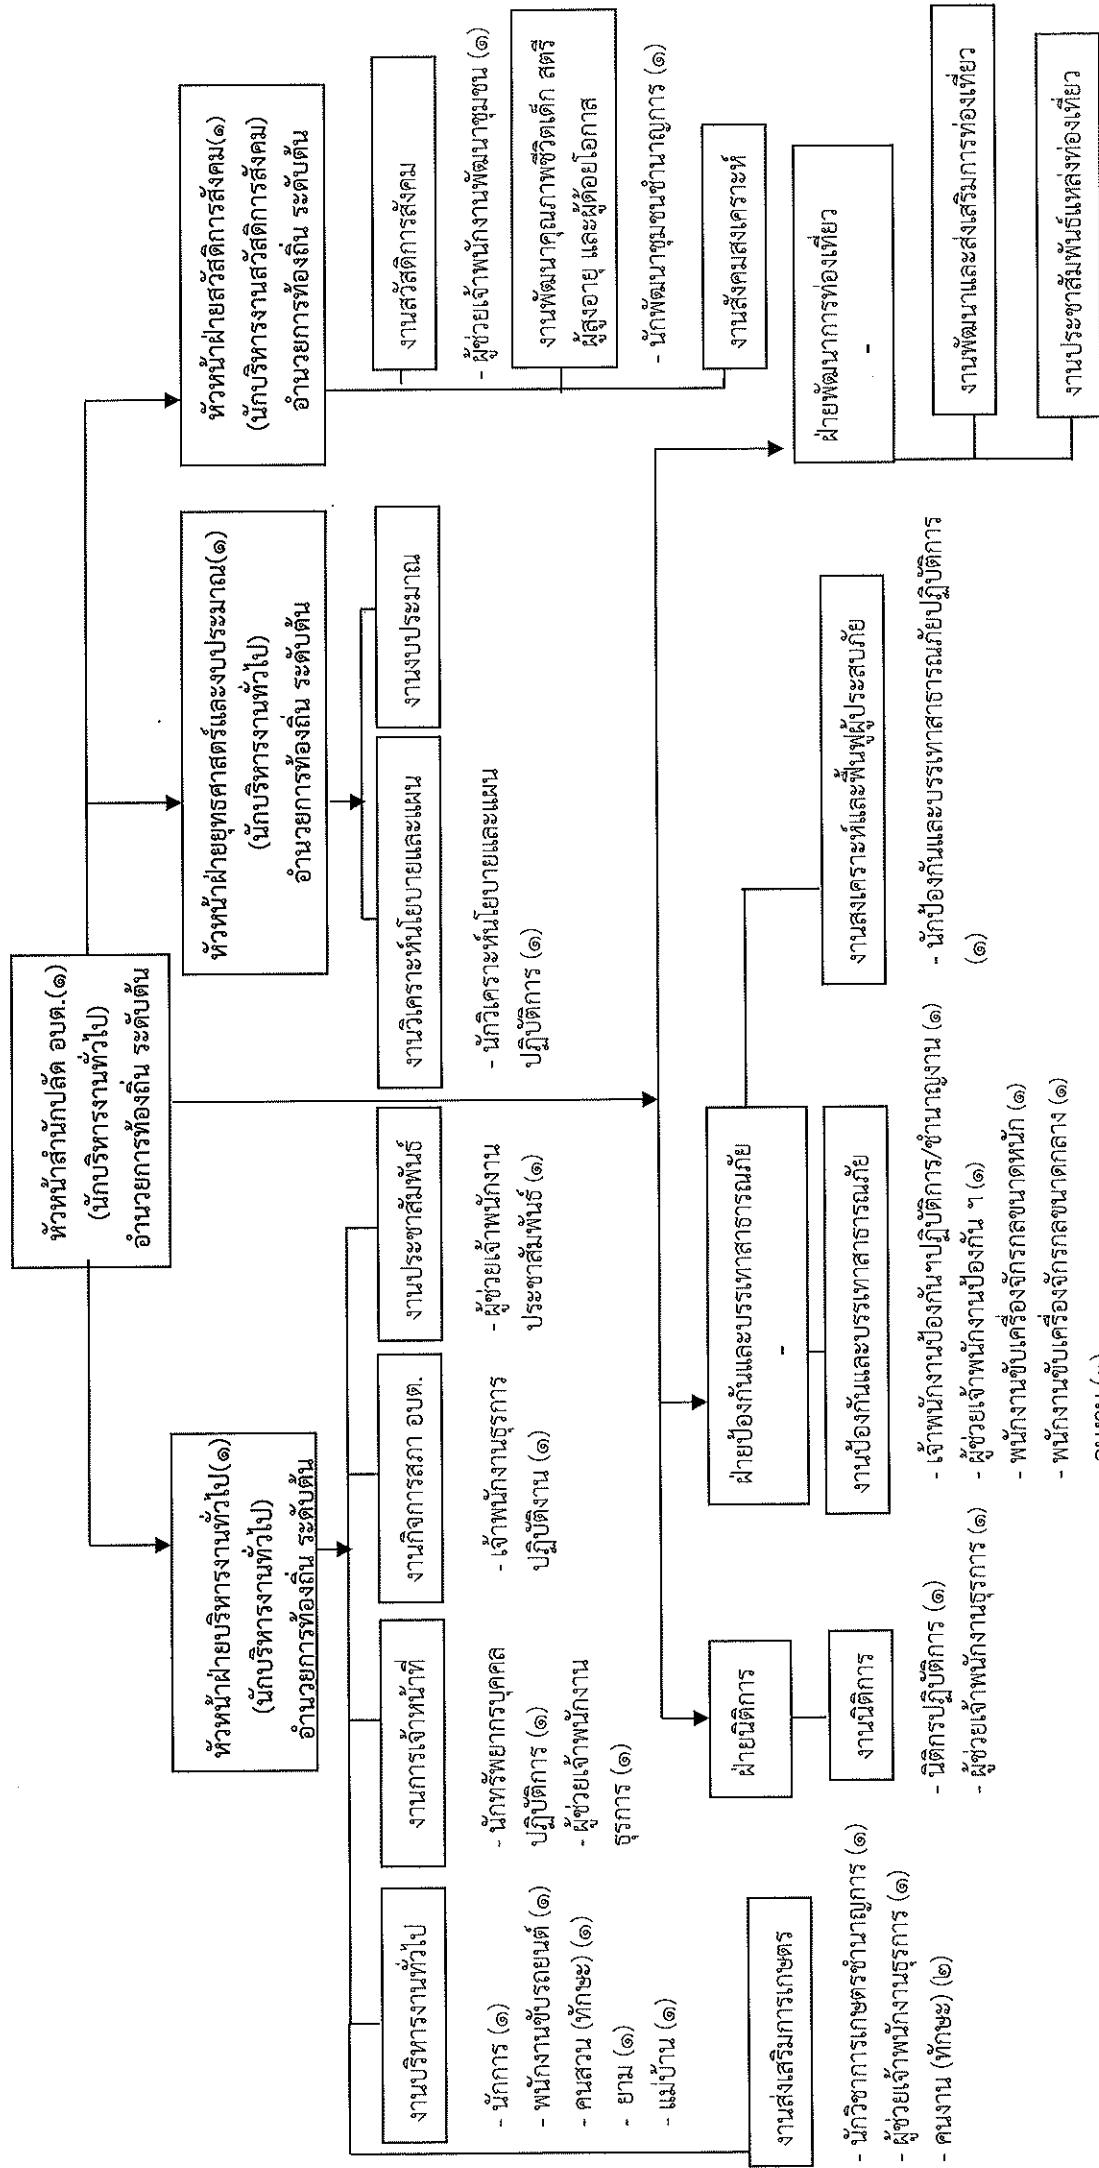 หัวหน้าสำนักปลัด อบต.(๑)
(นักบริหารงานทั่วไป)
อำนวยการท้องถิ่น ระดับต้น
หัวหน้าฝ่ายบริหารงานทั่วไป(๑)
(นักบริหารงานทั่วไป)
อำนวยการท้องถิ่น ระดับต้น
หัวหน้าฝ่ายยุทธศาสตร์และงบประมาณ(๑)
(นักบริหารงานทั่วไป)
อำนวยการท้องถิ่น ระดับต้น
หัวหน้าฝ่ายสวัสดิการสังคม(๑)
(นักบริหารงานสวัสดิการสังคม)
อำนวยการท้องถิ่น ระดับต้น
งานบริหารงานทั่วไป
- นักการ (๑)
- พนักงานขับรถยนต์ (๑)
- คนสวน (ทักษะ) (๑)
- ยาม (๑)
- แม่บ้าน (๑)
งานการเจ้าหน้าที่
- นักทรัพยากรบุคคล
ปฏิบัติการ (๑)
- ผู้ช่วยเจ้าพนักงาน
ธุรการ (๑)
งานกิจการสภา อบต.
- เจ้าพนักงานธุรการ
ปฏิบัติงาน (๑)
งานประชาสัมพันธ์
- ผู้ช่วยเจ้าพนักงาน
ประชาสัมพันธ์ (๑)
งานวิเคราะห์นโยบายและแผน
- นักวิเคราะห์นโยบายและแผน
ปฏิบัติการ (๑)
งานงบประมาณ
งานสวัสดิการสังคม
- ผู้ช่วยเจ้าพนักงานพัฒนาชุมชน (๑)
งานพัฒนาคุณภาพชีวิตเด็ก สตรี
ผู้สูงอายุ และผู้ด้อยโอกาส
- นักพัฒนาชุมชนชำนาญการ (๑)
งานสังคมสงเคราะห์
งานส่งเสริมการเกษตร
- นักวิชาการเกษตรชำนาญการ (๑)
- ผู้ช่วยเจ้าพนักงานธุรการ (๑)
- คนงาน (ทักษะ) (๒)
ฝ่ายนิติการ
งานนิติการ
- นิติกรปฏิบัติการ (๑)
- ผู้ช่วยเจ้าพนักงานธุรการ (๑)
ฝ่ายป้องกันและบรรเทาสาธารณภัย
-
งานป้องกันและบรรเทาสาธารณภัย
- เจ้าพนักงานป้องกันฯปฏิบัติการ/ชำนาญงาน (๑)
- ผู้ช่วยเจ้าพนักงานป้องกัน ฯ (๑)
- พนักงานขับเครื่องจักรกลขนาดหนัก (๑)
- พนักงานขับเครื่องจักรกลขนาดกลาง (๑)
งานสงเคราะห์และฟื้นฟูผู้ประสบภัย
- นักป้องกันและบรรเทาสาธารณภัยปฏิบัติการ
(๑)
ฝ่ายพัฒนาการท่องเที่ยว
-
งานพัฒนาและส่งเสริมการท่องเที่ยว
งานประชาสัมพันธ์แหล่งท่องเที่ยว